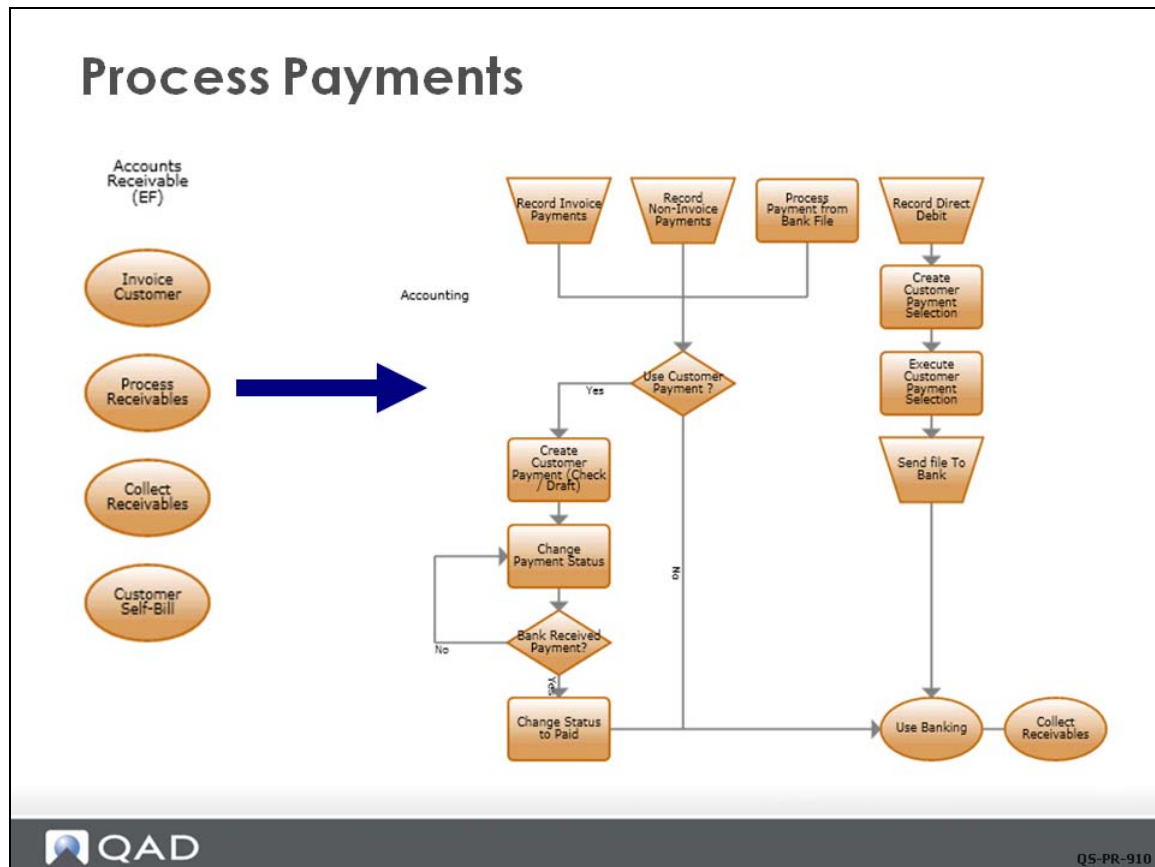 Process Payments
Accounts
Receivable
(EF)
Invoice
Customer
Process
Receivables
Collect
Receivables
Customer
Self-Bill
Accounting
Record Invoice
Payments
Record
Non-Invoice
Payments
Process
Payment from
Bank File
Record Direct
Debit
Create
Customer
Payment
Selection
Execute
Customer
Payment
Selection
Send file To
Bank
Use Customer
Payment ?
Yes
No
Create
Customer
Payment (Check
/ Draft)
Change
Payment Status
Bank Received
Payment?
No
Yes
Change Status
to Paid
Use Banking
Collect
Receivables
QAD
QS-PR-910